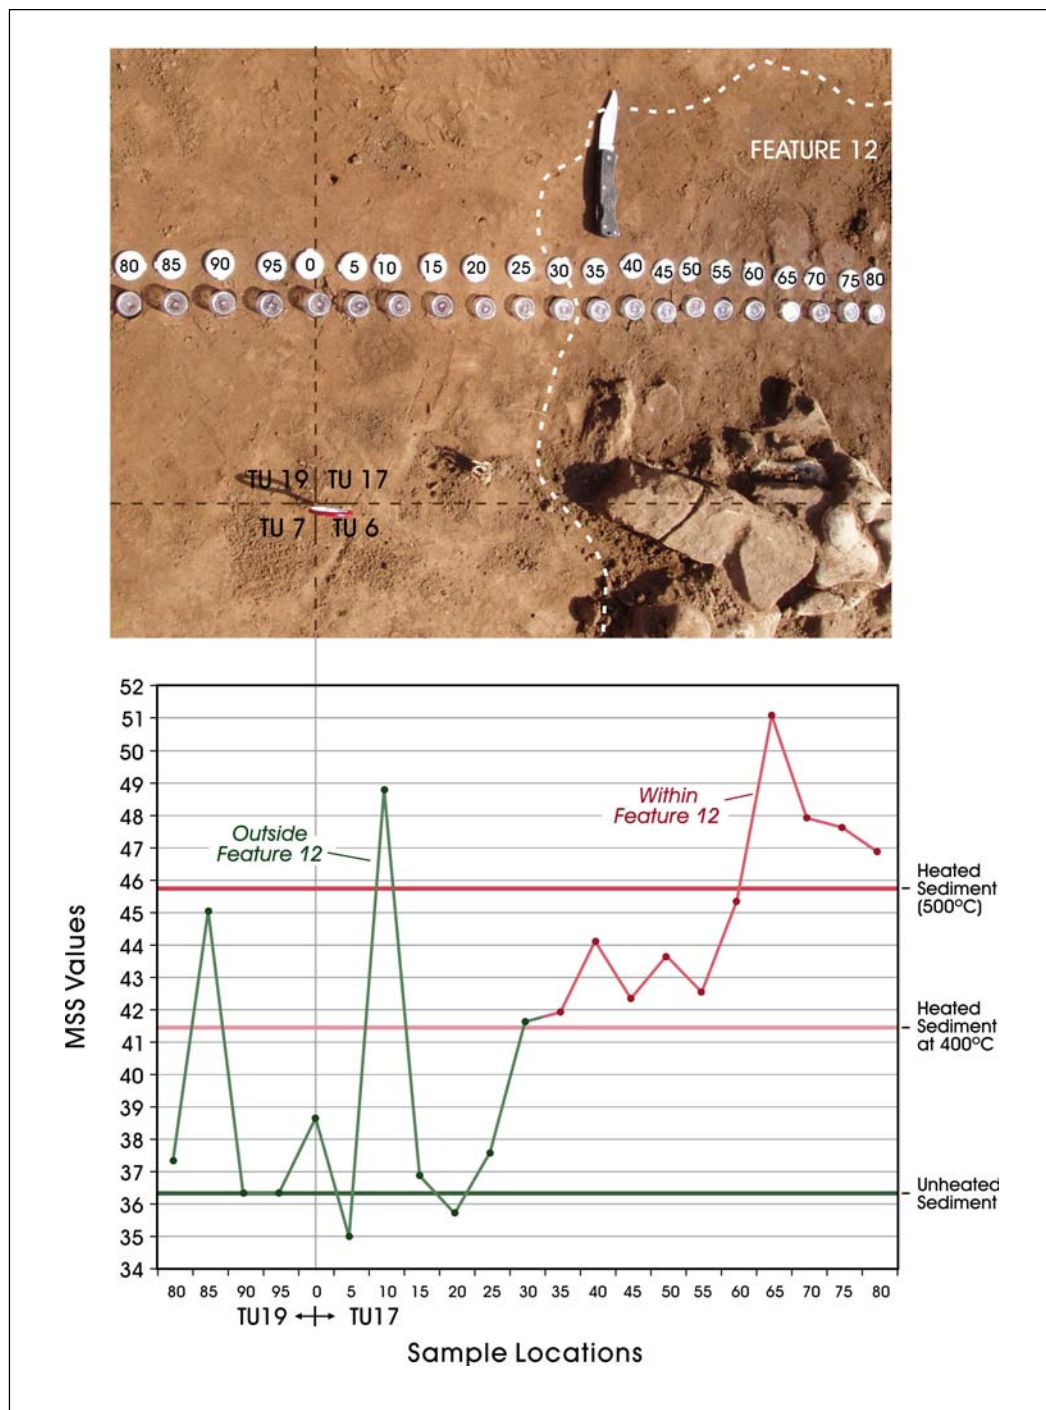 FEATURE 12
80 85 90 95 0 5 10 15 20 25 30 35 40 45 50 55 60 65 70 75 80
TU 19 TU 17
TU 7 TU 6
52
51
50
49
48
47
46
45
44
43
42
41
40
39
38
37
36
35
34
MSS Values
Outside
Feature 12
Within
Feature 12
Heated
Sediment
(500°C)
Heated
Sediment
at 400°C
Unheated
Sediment
80 85 90 95 0 5 10 15 20 25 35 40 45 50 55 60 65 70 75 80
TU19 TU17
Sample Locations